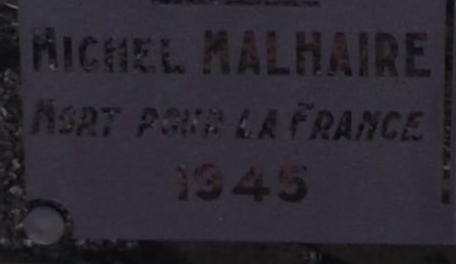 MICHEL MALHAIRE
MORT POUR LA FRANCE
1945